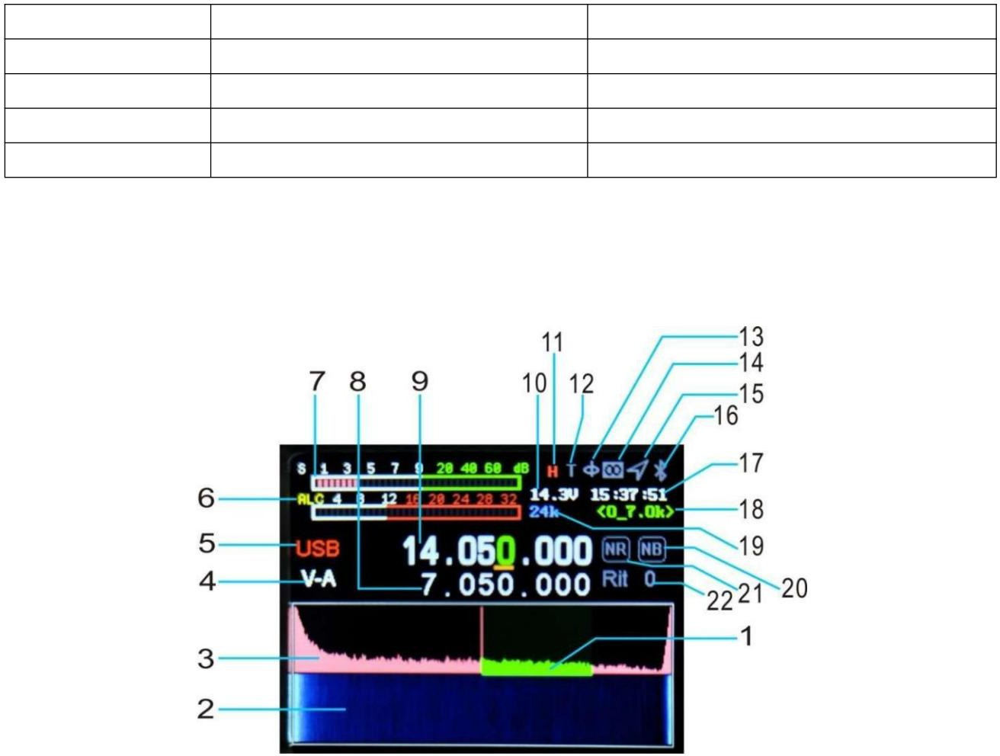 11
13
14
7 8 9 10 12 15
16
S 1 3 5 7 9 20 40 60 dB H T
17
14.3V 15:37:51
6 ALC 4 8 12 16 20 24 28 32
24k <0_7.0k> 18
5 USB 14.050.000 NR NB 19
4 V-A 7.050.000 Rit 0 21 20
22
1
3
2